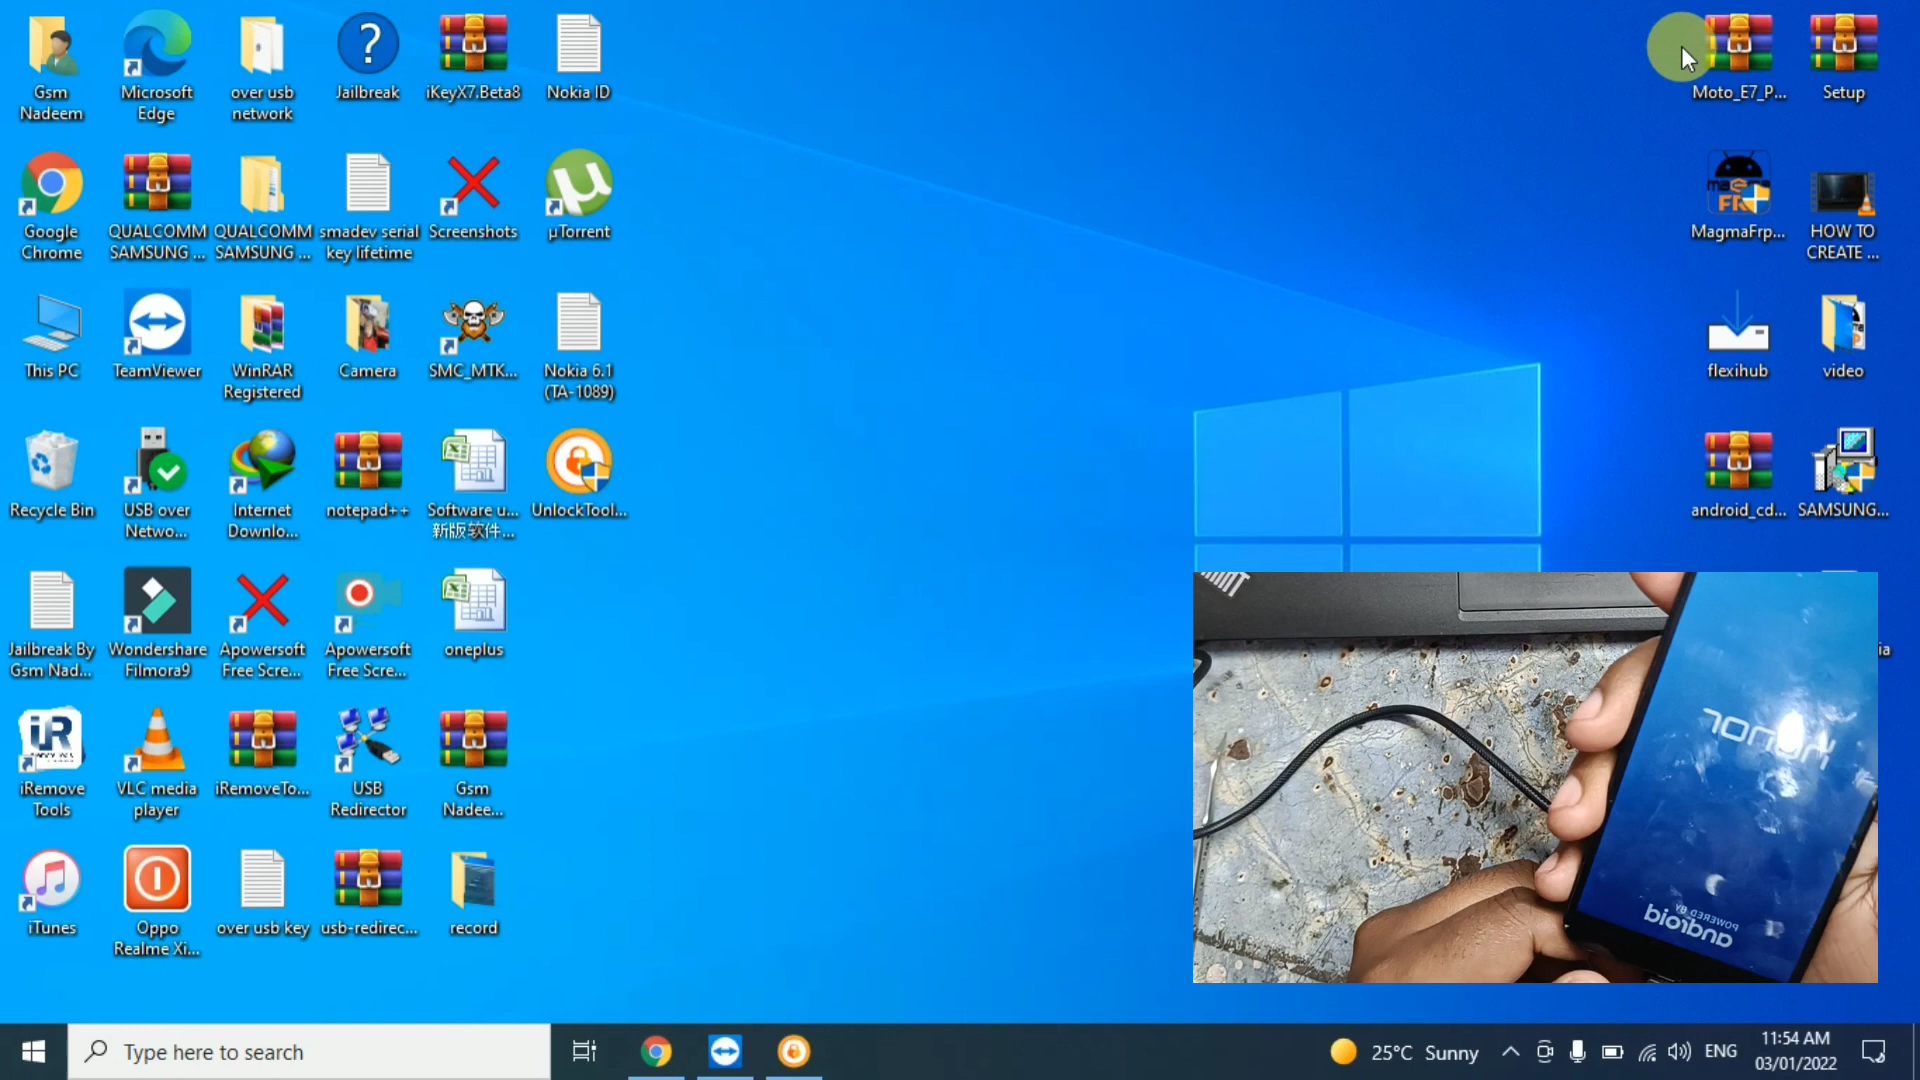 Gsm
Nadeem
Microsoft
Edge
over usb
network
Jailbreak
iKeyX7.Beta8
Nokia ID
Moto_E7_P...
Setup
Google
Chrome
QUALCOMM
SAMSUNG ...
QUALCOMM
SAMSUNG ...
smadev serial
key lifetime
Screenshots
µTorrent
MagmaFrp...
HOW TO
CREATE ...
This PC
TeamViewer
WinRAR
Registered
Camera
SMC_MTK...
Nokia 6.1
(TA-1089)
flexihub
video
Recycle Bin
USB over
Netwo...
Internet
Downlo...
notepad++
Software u...
新版软件...
UnlockTool...
android_cd...
SAMSUNG...
Jailbreak By
Gsm Nad...
Wondershare
Filmora9
Apowersoft
Free Scre...
Apowersoft
Free Scre...
oneplus
ia
iR
iRemove
Tools
VLC media
player
iRemoveTo...
USB
Redirector
Gsm
Nadee...
honor
POWERED BY
android
iTunes
Oppo
Realme Xi...
over usb key
usb-redirec...
record
Type here to search
25°C Sunny
ENG
11:54 AM
03/01/2022